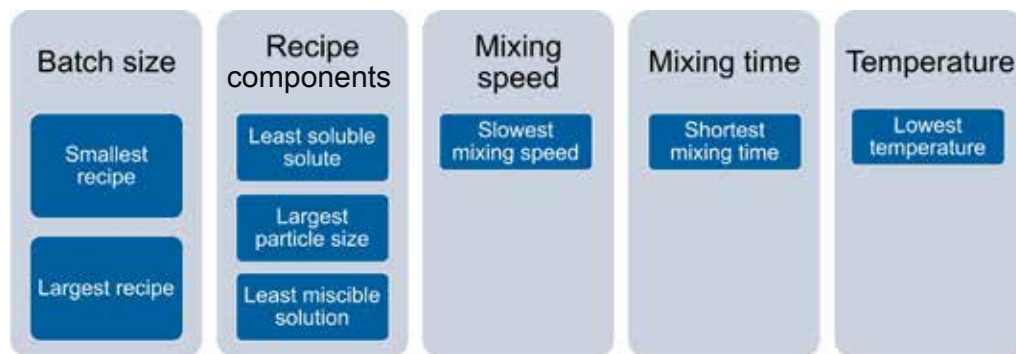 Batch size
Smallest
recipe
Largest recipe
Recipe
components
Least soluble
solute
Largest
particle size
Least miscible
solution
Mixing
speed
Slowest
mixing speed
Mixing time
Shortest
mixing time
Temperature
Lowest
temperature